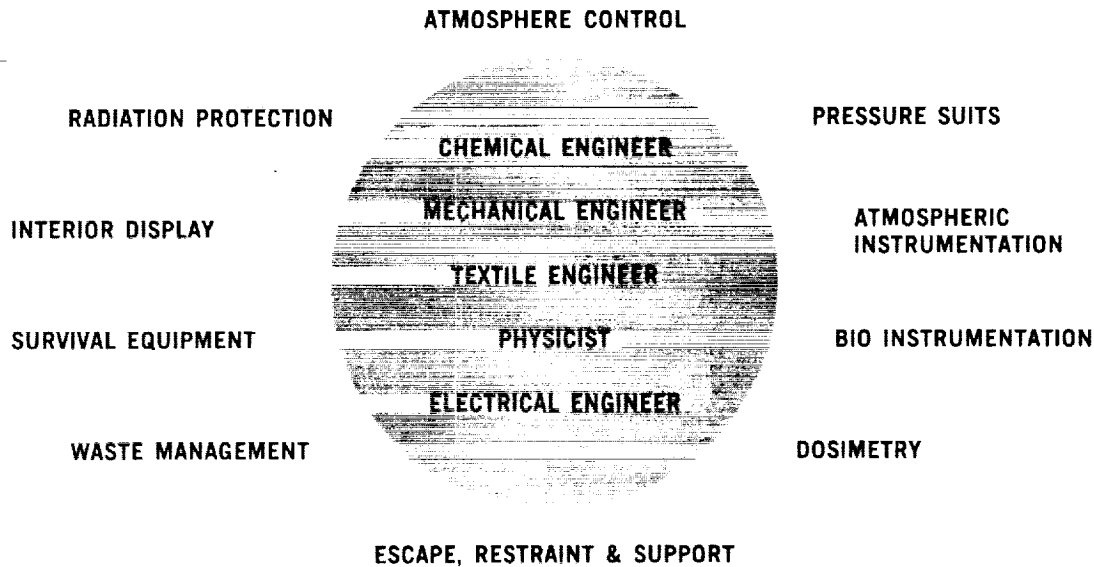 ATMOSPHERE CONTROL
RADIATION PROTECTION
PRESSURE SUITS
CHEMICAL ENGINEER
MECHANICAL ENGINEER
INTERIOR DISPLAY
ATMOSPHERIC
INSTRUMENTATION
TEXTILE ENGINEER
SURVIVAL EQUIPMENT
PHYSICIST
BIO INSTRUMENTATION
ELECTRICAL ENGINEER
WASTE MANAGEMENT
DOSIMETRY
ESCAPE, RESTRAINT & SUPPORT